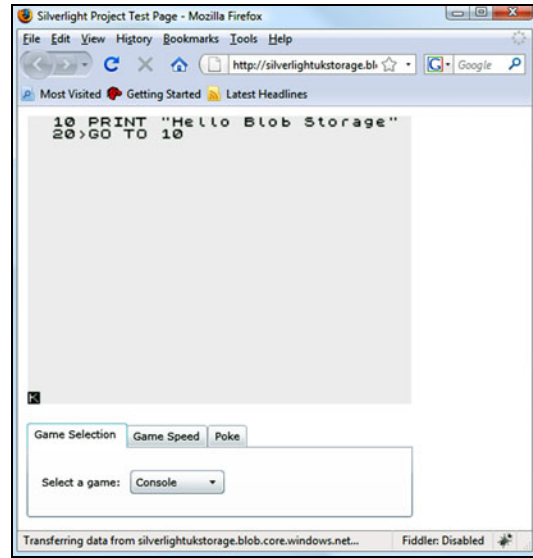 Silverlight Project Test Page - Mozilla Firefox
File Edit View History Bookmarks Tools Help
http://silverlightukstorage.bl Google
Most Visited Getting Started Latest Headlines
10 PRINT "Hello Blob Storage"
20>GO TO 10
K
Game Selection Game Speed Poke
Select a game: Console
Transferring data from silverlightukstorage.blob.core.windows.net... Fiddler: Disabled